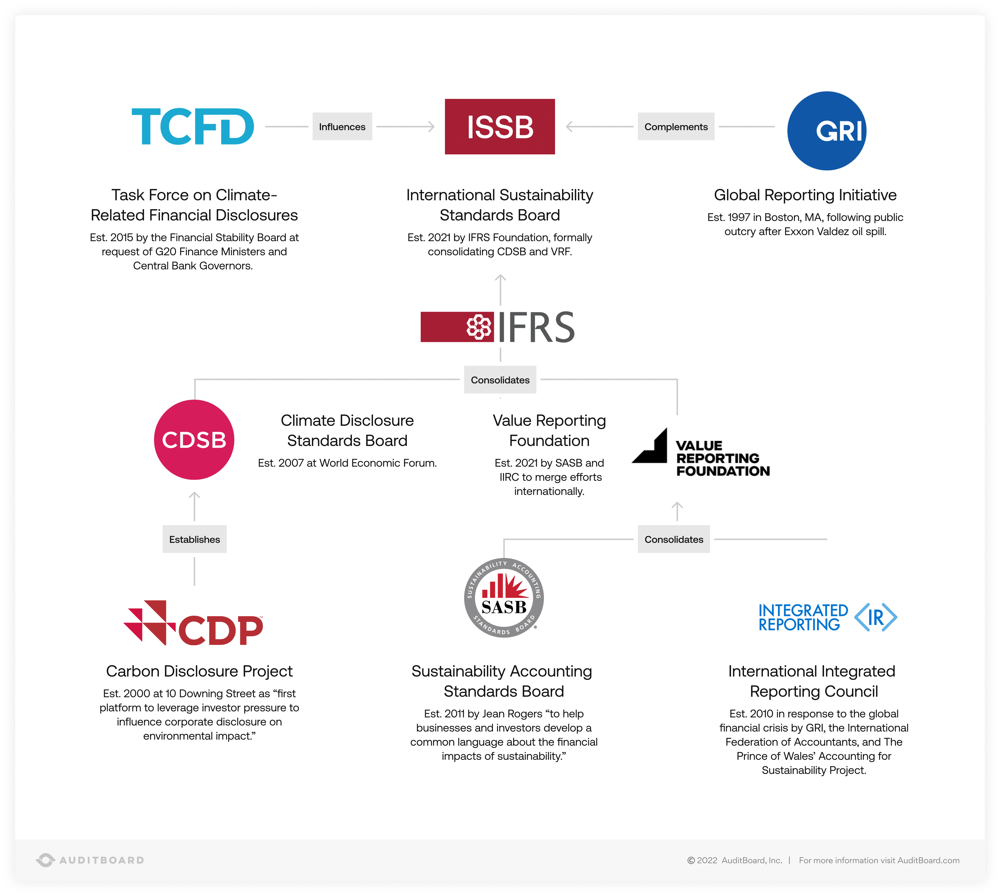 TCFD
Influences
ISSB
Complements
GRI
Task Force on Climate-
Related Financial Disclosures
Est. 2015 by the Financial Stability Board at
request of G20 Finance Ministers and
Central Bank Governors.
International Sustainability
Standards Board
Est. 2021 by IFRS Foundation, formally
consolidating CDSB and VRF.
Global Reporting Initiative
Est. 1997 in Boston, MA, following public
outcry after Exxon Valdez oil spill.
IFRS
Consolidates
CDSB
Climate Disclosure
Standards Board
Est. 2007 at World Economic Forum.
Value Reporting
Foundation
Est. 2021 by SASB and
IIRC to merge efforts
internationally.
VALUE
REPORTING
FOUNDATION
Establishes
Consolidates
CDP™
SUSTAINABILITY ACCOUNTING
SASB
STANDARDS BOARD®
INTEGRATED
REPORTING
<IR>
Carbon Disclosure Project
Est. 2000 at 10 Downing Street as “first
platform to leverage investor pressure to
influence corporate disclosure on
environmental impact.”
Sustainability Accounting
Standards Board
Est. 2011 by Jean Rogers “to help
businesses and investors develop a
common language about the financial
impacts of sustainability.”
International Integrated
Reporting Council
Est. 2010 in response to the global
financial crisis by GRI, the International
Federation of Accountants, and The
Prince of Wales’ Accounting for
Sustainability Project.
AUDITBOARD
© 2022 AuditBoard, Inc. | For more information visit AuditBoard.com